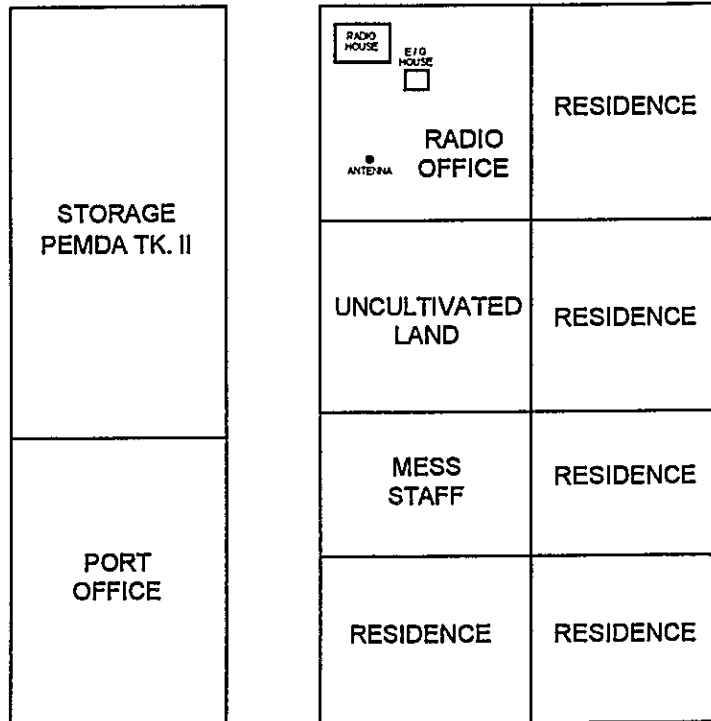 STORAGE
PEMDA TK. II
PORT
OFFICE
RADIO
HOUSE
E/G
HOUSE
ANTENNA
RADIO
OFFICE
RESIDENCE
UNCULTIVATED
LAND
RESIDENCE
MESS
STAFF
RESIDENCE
RESIDENCE
RESIDENCE